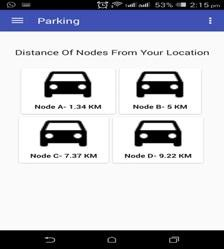 53% 2:15 pm
Parking
Distance Of Nodes From Your Location
Node A- 1.34 KM
Node B- 5 KM
Node C- 7.37 KM
Node D- 9.22 KM